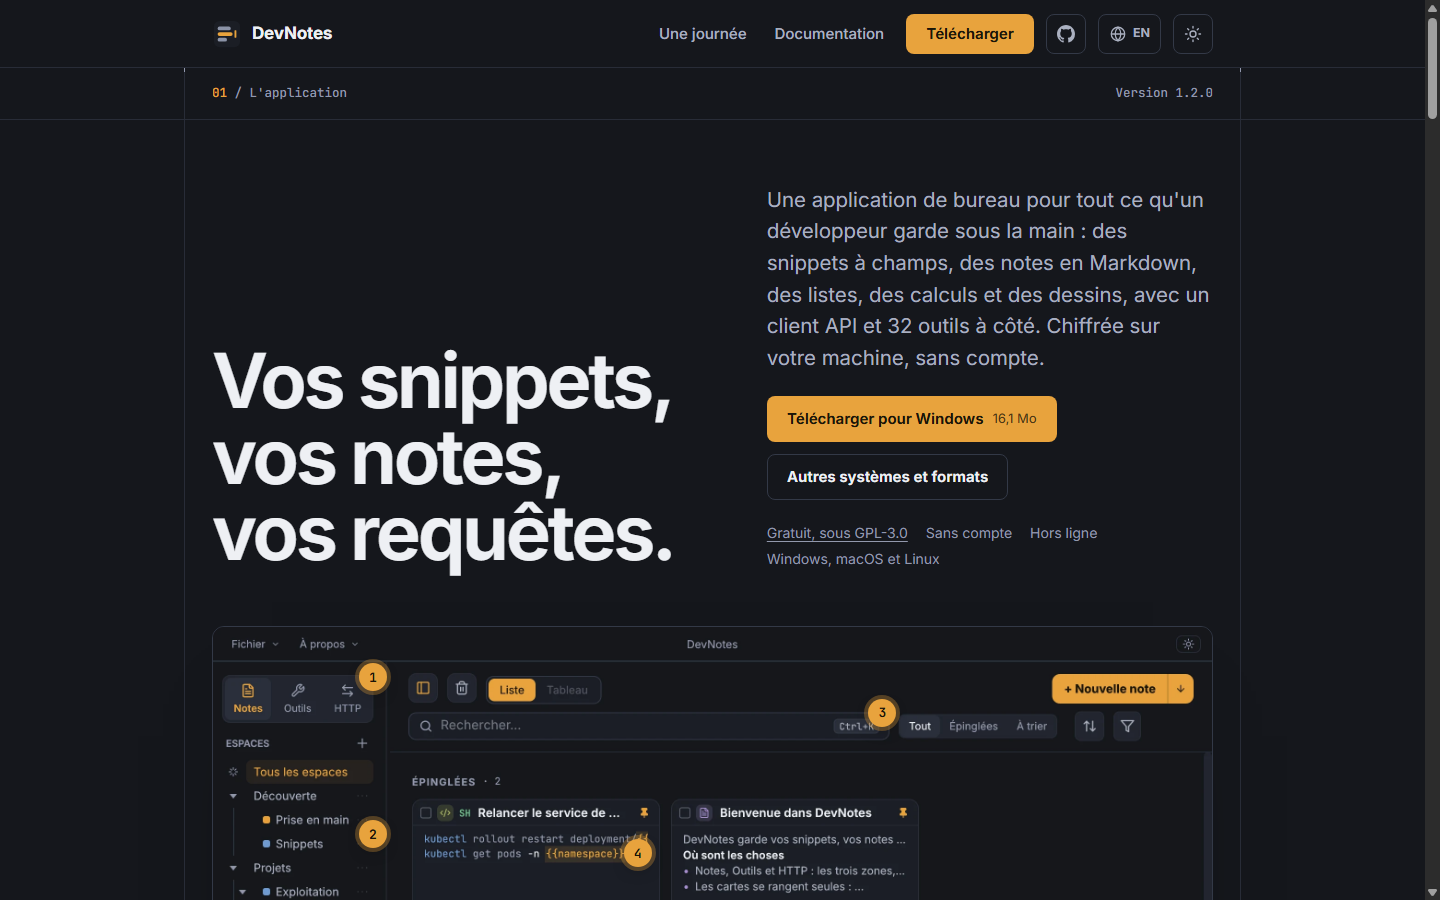 DevNotes
Une journée
Documentation
Télécharger
EN
01 / L'application
Version 1.2.0
Vos snippets,
vos notes,
vos requêtes.
Une application de bureau pour tout ce qu'un
développeur garde sous la main : des
snippets à champs, des notes en Markdown,
des listes, des calculs et des dessins, avec un
client API et 32 outils à côté. Chiffrée sur
votre machine, sans compte.
Télécharger pour Windows 16,1 Mo
Autres systèmes et formats
Gratuit, sous GPL-3.0 Sans compte Hors ligne
Windows, macOS et Linux
Fichier À propos
DevNotes
1
Notes Outils HTTP
Liste Tableau
+ Nouvelle note
Rechercher...
3
Tout Épinglées À trier
ESPACES
Tous les espaces
Découverte
Prise en main
2
Snippets
Projets
Exploitation
ÉPINGLÉES · 2
SH Relancer le service de ...
kubectl rollout restart deployment/
kubectl get pods -n {{namespace}}
4
Bienvenue dans DevNotes
DevNotes garde vos snippets, vos notes ...
Où sont les choses
• Notes, Outils et HTTP : les trois zones,...
• Les cartes se rangent seules : ...